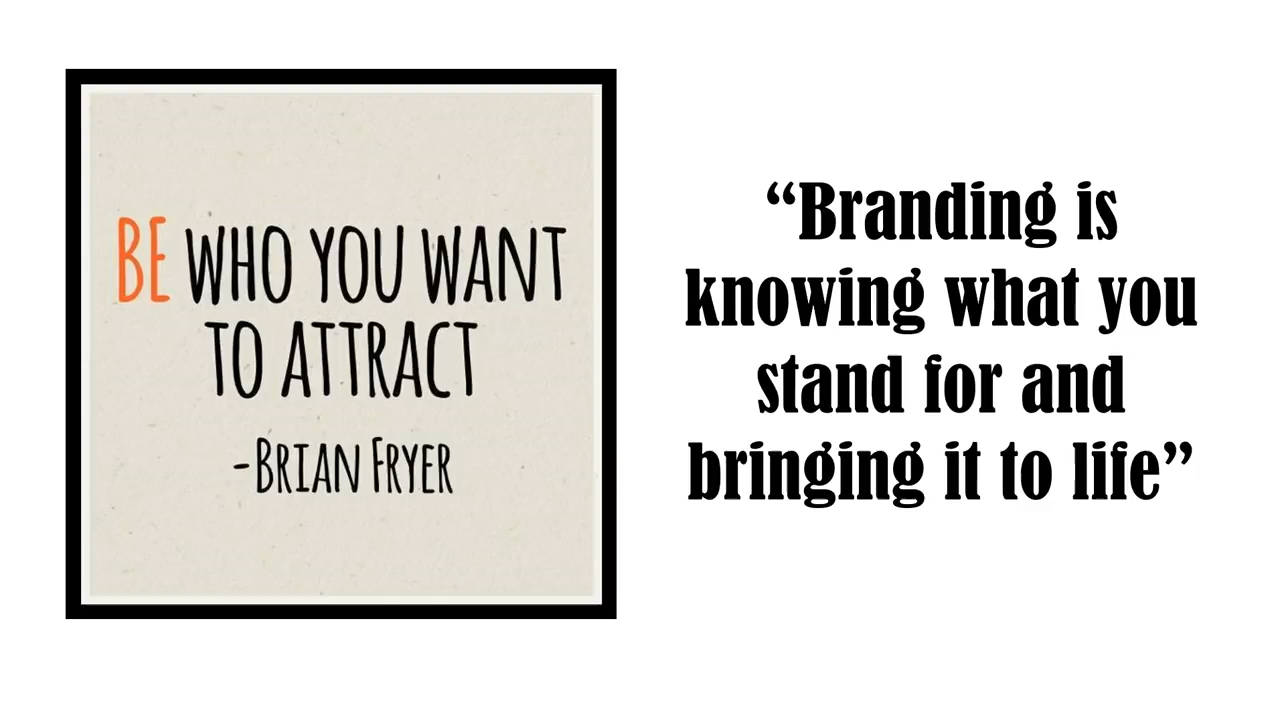 BE WHO YOU WANT
TO ATTRACT
-BRIAN FRYER
“Branding is
knowing what you
stand for and
bringing it to life”